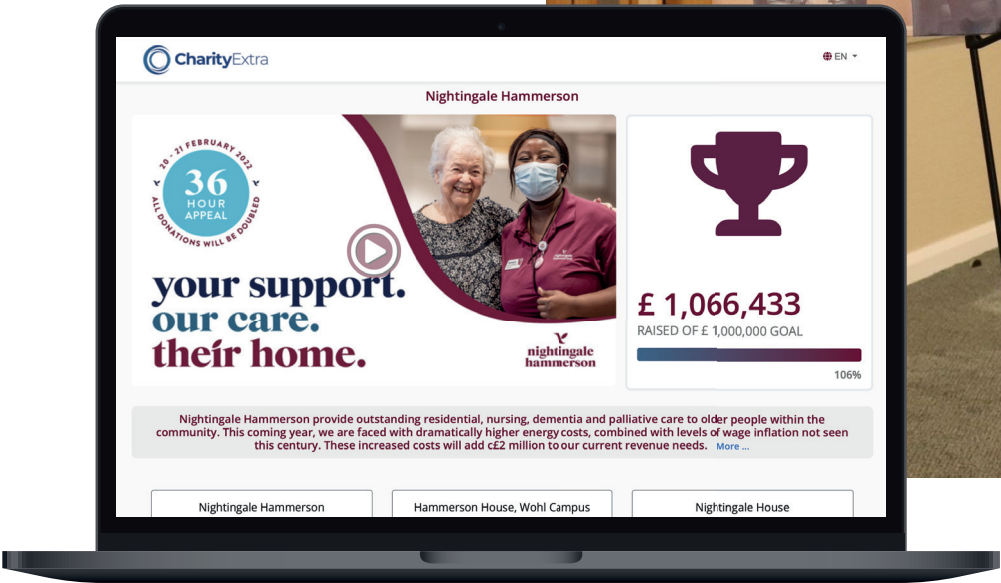 CharityExtra
EN
Nightingale Hammerson
20 - 21 FEBRUARY 2022
36
HOUR
APPEAL
ALL DONATIONS WILL BE DOUBLED
your support.
our care.
their home.
nightingale
hammerson
£ 1,066,433
RAISED OF £ 1,000,000 GOAL
106%
Nightingale Hammerson provide outstanding residential, nursing, dementia and palliative care to older people within the
community. This coming year, we are faced with dramatically higher energy costs, combined with levels of wage inflation not seen
this century. These increased costs will add c£2 million to our current revenue needs. More ...
Nightingale Hammerson
Hammerson House, Wohl Campus
Nightingale House